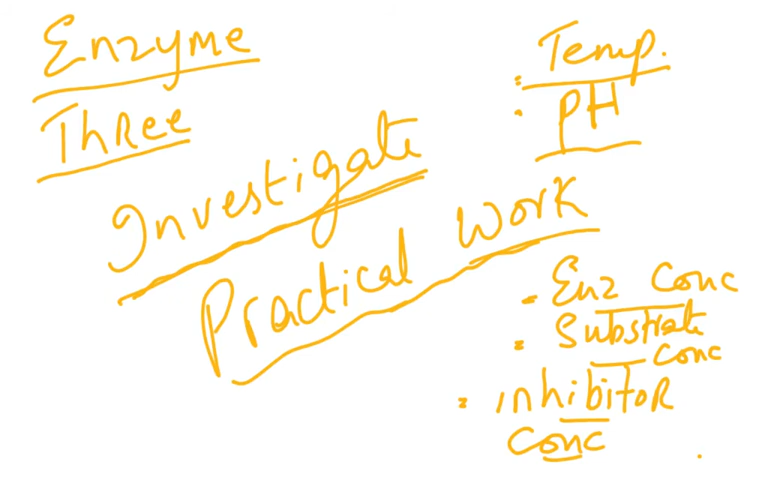 Enzyme
Three
Investigate
Practical Work
Temp.
PH
Enz Conc
Substrate
Conc
inhibitoR
Conc